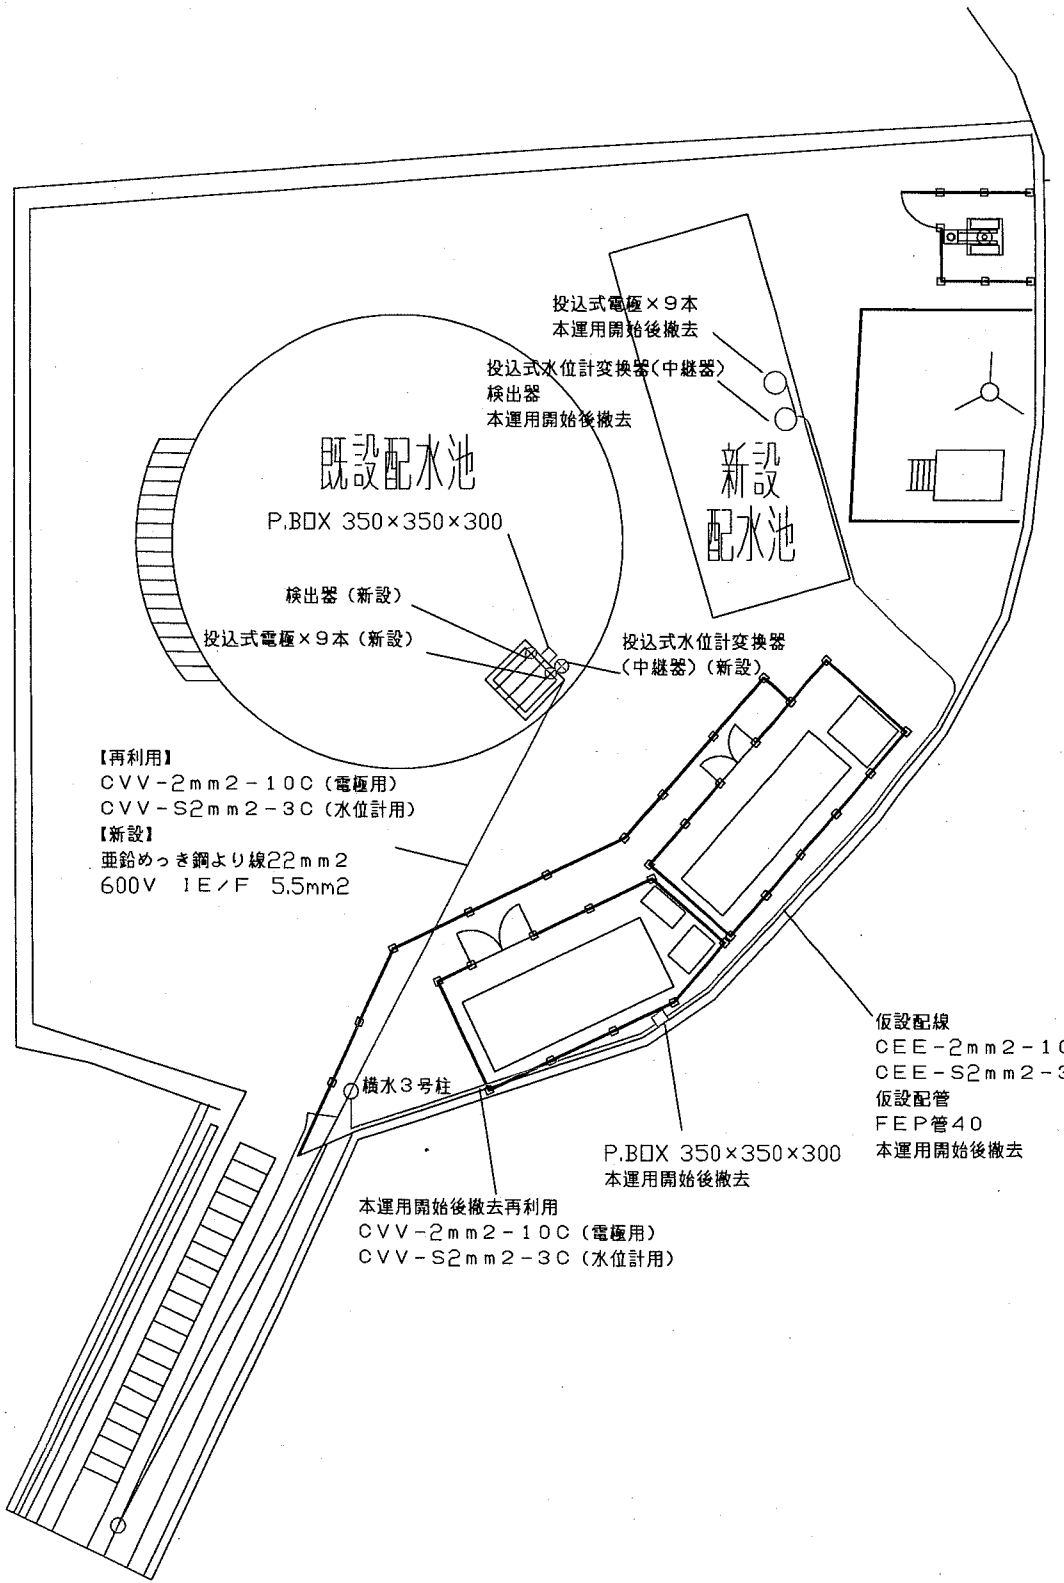 投込式電極×9本
本運用開始後撤去
投込式水位計変換器(中継器)
検出器
本運用開始後撤去
既設配水池
P.BOX 350×350×300
新設
配水池
検出器(新設)
投込式電極×9本(新設)
投込式水位計変換器
(中継器)(新設)
【再利用】
CVV-2mm2-10C(電極用)
CVV-S2mm2-3C(水位計用)
【新設】
亜鉛めっき鋼より線22mm2
600V IE/F 5.5mm2
仮設配線
CEE-2mm2-10
CEE-S2mm2-3
仮設配管
FEP管40
本運用開始後撤去
横水3号柱
P.BOX 350×350×300
本運用開始後撤去
本運用開始後撤去再利用
CVV-2mm2-10C(電極用)
CVV-S2mm2-3C(水位計用)